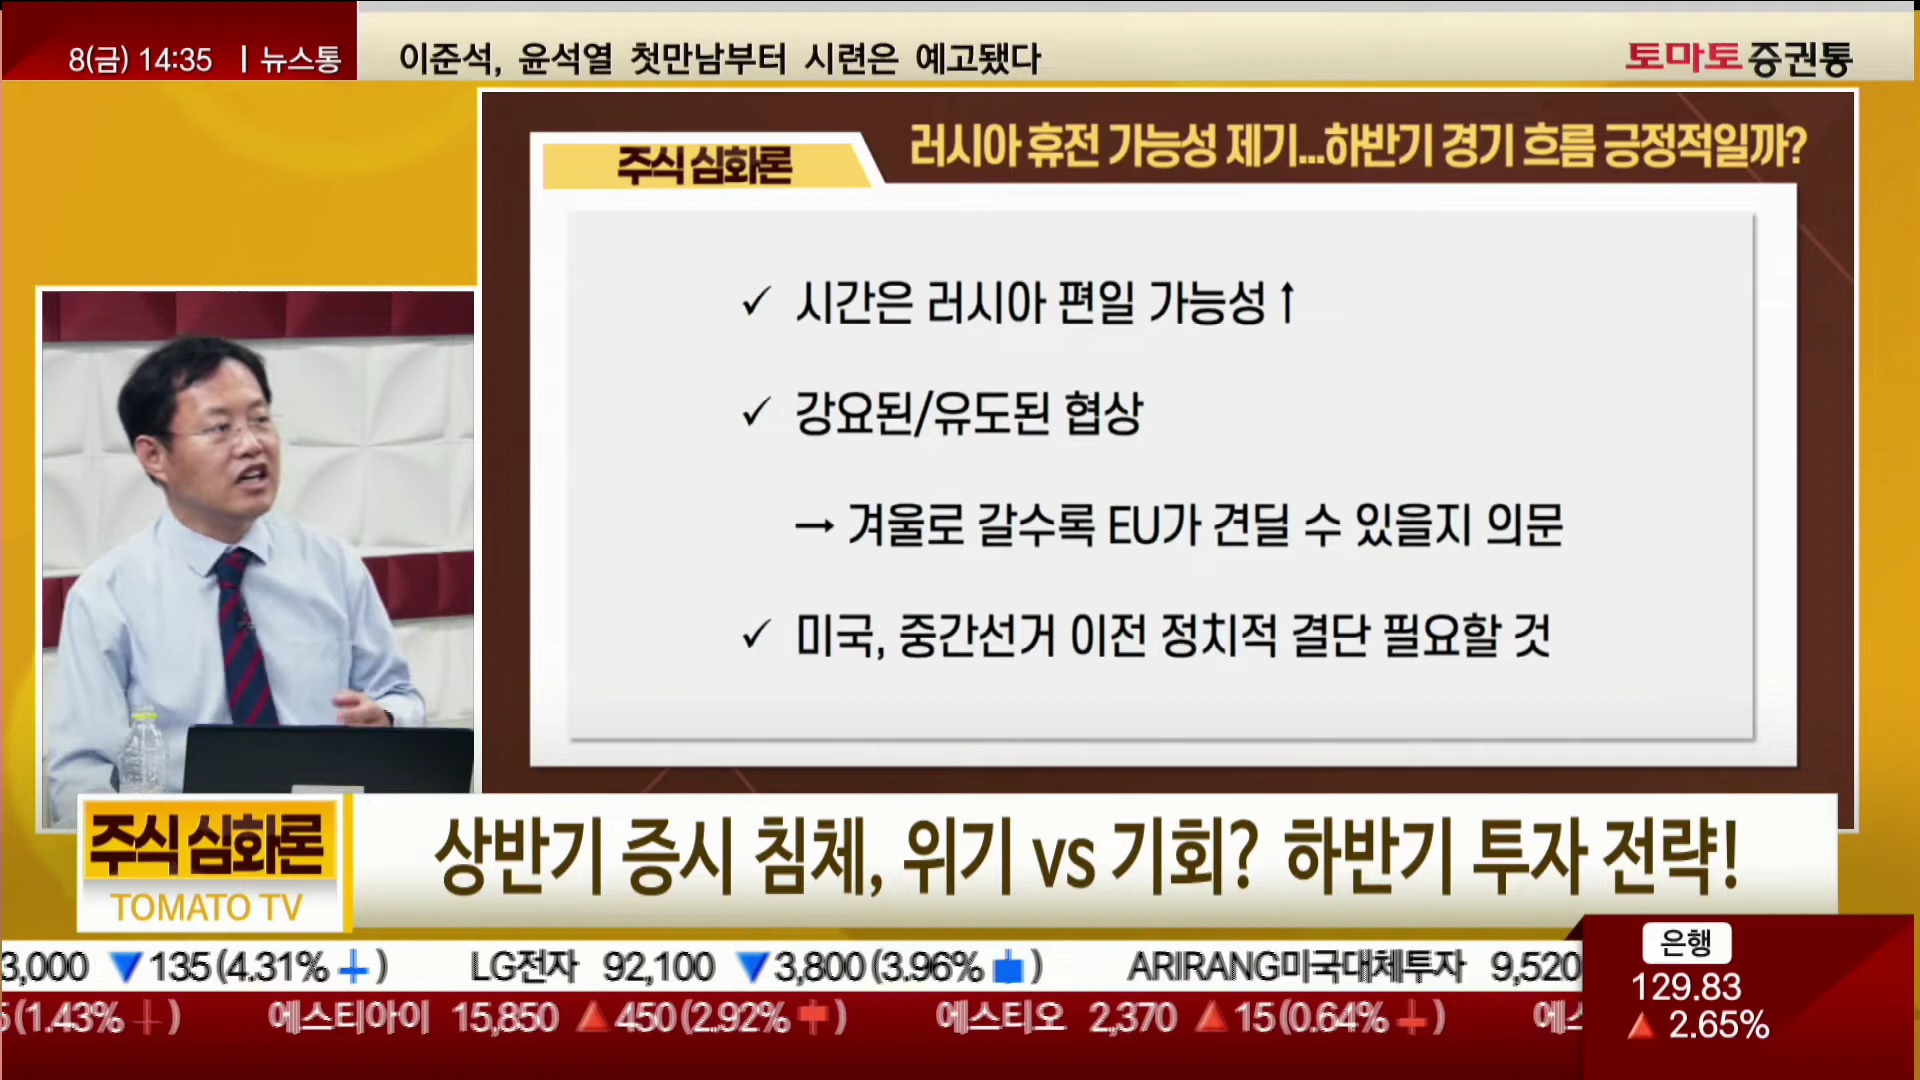 8(금) 14:35 | 뉴스통
이준석, 윤석열 첫만남부터 시련은 예고됐다
토마토증권통
주식 심화론
러시아 휴전 가능성 제기...하반기 경기 흐름 긍정적일까?
✓ 시간은 러시아 편일 가능성↑
✓ 강요된/유도된 협상
→ 겨울로 갈수록 EU가 견딜 수 있을지 의문
✓ 미국, 중간선거 이전 정치적 결단 필요할 것
주식 심화론
TOMATO TV
상반기 증시 침체, 위기 vs 기회? 하반기 투자 전략!
3,000 ▼135(4.31% ) LG전자 92,100 ▼3,800(3.96% ) ARIRANG미국대체투자 9,520
(1.43% ) 에스티아이 15,850 ▲450(2.92% ) 에스티오 2,370 ▲15(0.64% )
은행
129.83
▲ 2.65%